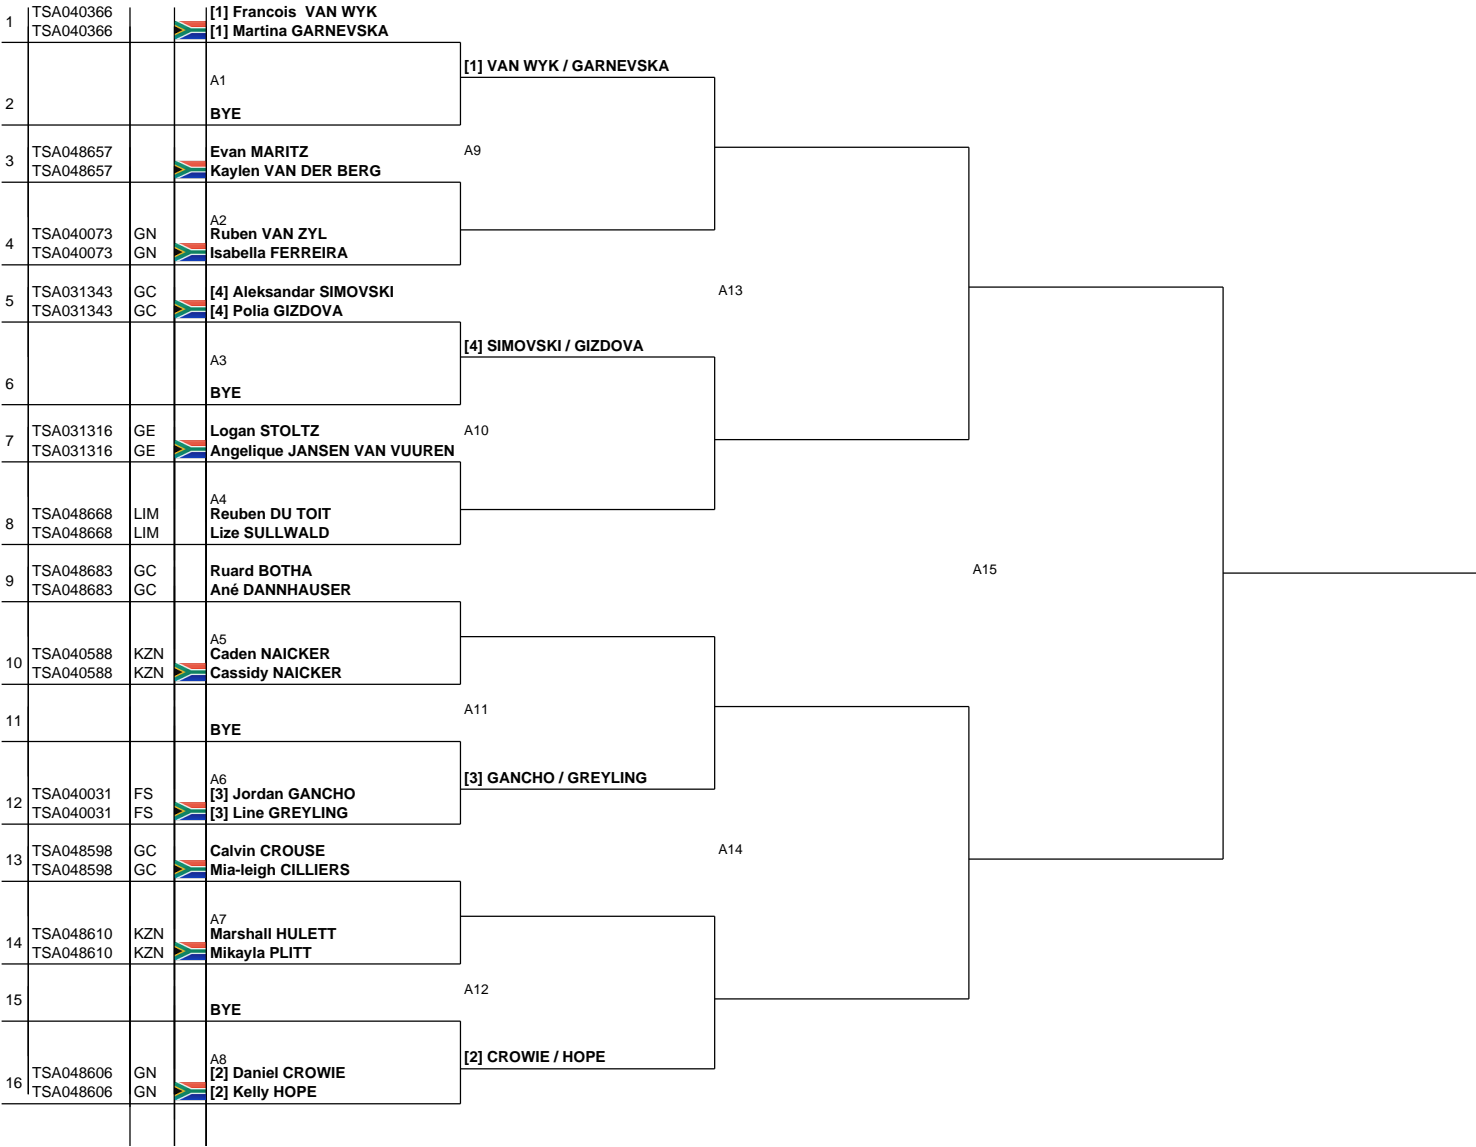 1 TSA040366 [1] Francois VAN WYK
TSA040366 [1] Martina GARNEVSKA
[1] VAN WYK / GARNEVSKA
A1
2 BYE
3 TSA048657 Evan MARITZ
A9
TSA048657 Kaylen VAN DER BERG
A2
4 TSA040073 GN Ruben VAN ZYL
TSA040073 GN Isabella FERREIRA
5 TSA031343 GC [4] Aleksandar SIMOVSKI
A13
TSA031343 GC [4] Polia GIZDOVA
[4] SIMOVSKI / GIZDOVA
A3
6 BYE
7 TSA031316 GE Logan STOLTZ
A10
TSA031316 GE Angelique JANSEN VAN VUUREN
A4
8 TSA048668 LIM Reuben DU TOIT
TSA048668 LIM Lize SULLWALD
9 TSA048683 GC Ruard BOTHA
A15
TSA048683 GC Ané DANNHAUSER
A5
10 TSA040588 KZN Caden NAICKER
TSA040588 KZN Cassidy NAICKER
A11
11 BYE
A6
[3] GANCHO / GREYLING
12 TSA040031 FS [3] Jordan GANCHO
TSA040031 FS [3] Line GREYLING
13 TSA048598 GC Calvin CROUSE
A14
TSA048598 GC Mia-leigh CILLIERS
A7
14 TSA048610 KZN Marshall HULETT
TSA048610 KZN Mikayla PLITT
A12
15 BYE
A8
[2] CROWIE / HOPE
16 TSA048606 GN [2] Daniel CROWIE
TSA048606 GN [2] Kelly HOPE